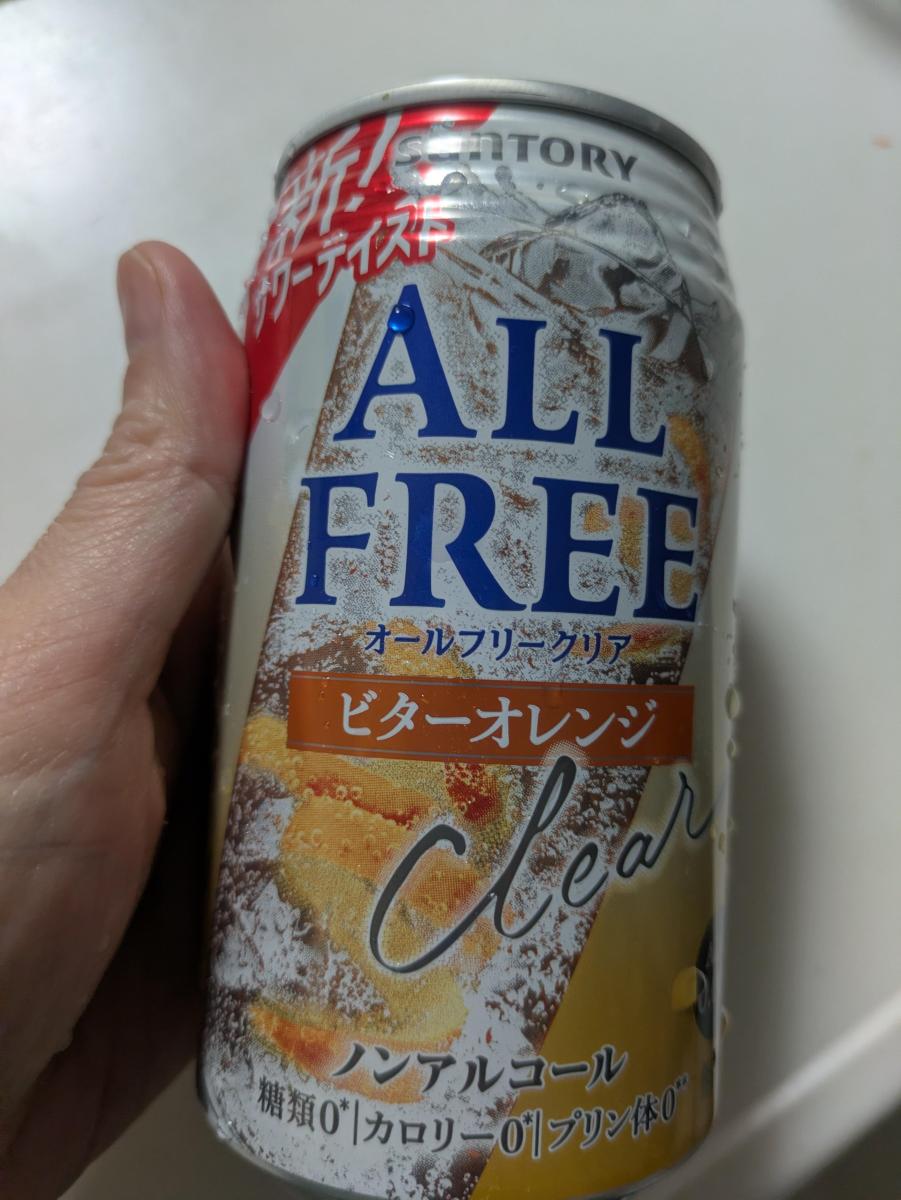 新!
サワーテイスト
SUNTORY
ALL
FREE
オールフリークリア
ビターオレンジ
Clear
ノンアルコール
糖類0*|カロリー0*|プリン体0**